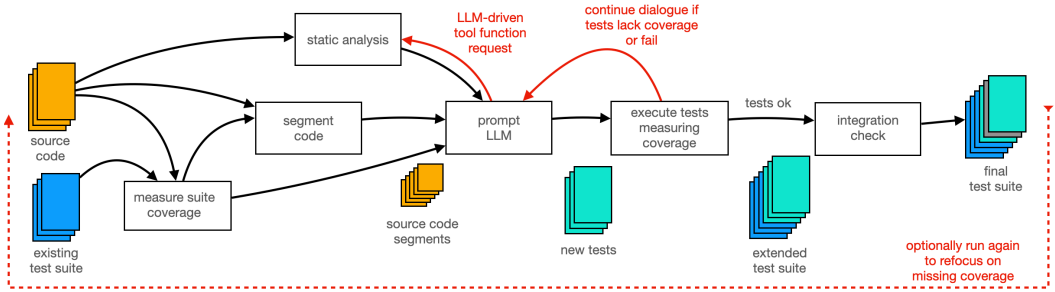 LLM-driven
tool function
request
continue dialogue if
tests lack coverage
or fail
static analysis
source
code
segment
code
prompt
LLM
execute tests
measuring
coverage
tests ok
integration
check
final
test suite
measure suite
coverage
existing
test suite
source code
segments
new tests
extended
test suite
optionally run again
to refocus on
missing coverage